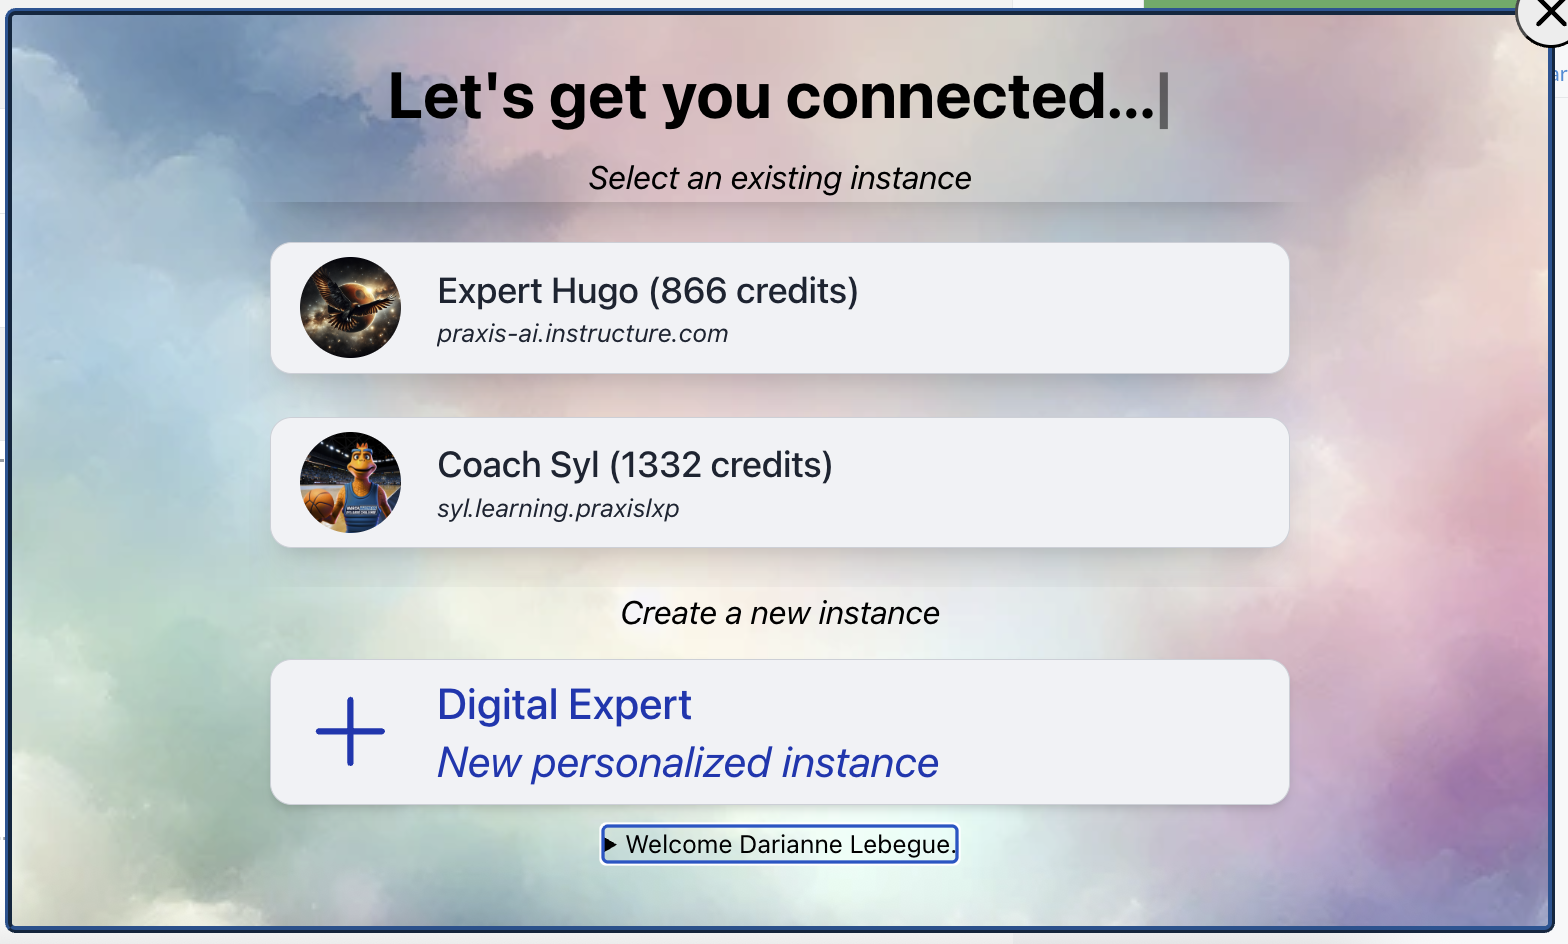 Let's get you connected...
Select an existing instance
Expert Hugo (866 credits)
praxis-ai.instructure.com
Coach Syl (1332 credits)
syl.learning.praxislxp
Create a new instance
Digital Expert
New personalized instance
Welcome Darianne Lebegue.